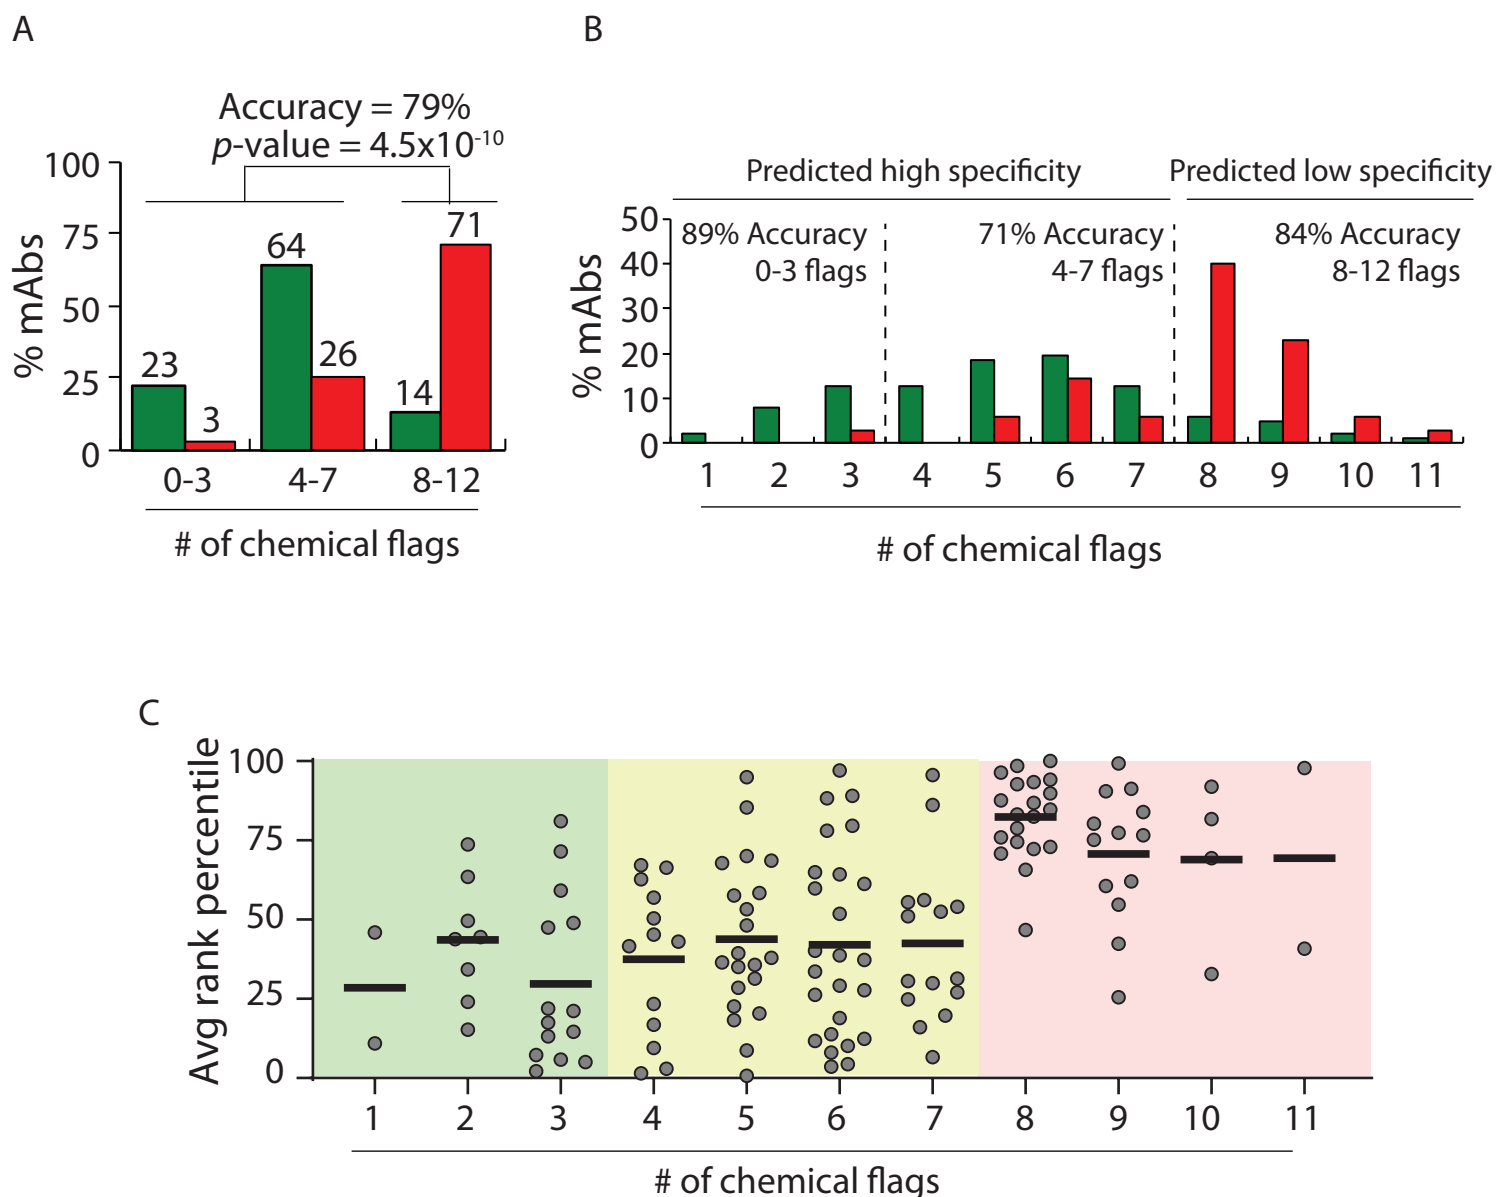 A
Accuracy = 79%
p-value = 4.5x10-10
% mAbs
100
75
50
25
0
23
3
64
26
14
71
0-3
4-7
8-12
# of chemical flags
B
Predicted high specificity
Predicted low specificity
% mAbs
50
40
30
20
10
0
89% Accuracy
0-3 flags
71% Accuracy
4-7 flags
84% Accuracy
8-12 flags
1 2 3 4 5 6 7 8 9 10 11
# of chemical flags
C
Avg rank percentile
100
75
50
25
0
1 2 3 4 5 6 7 8 9 10 11
# of chemical flags